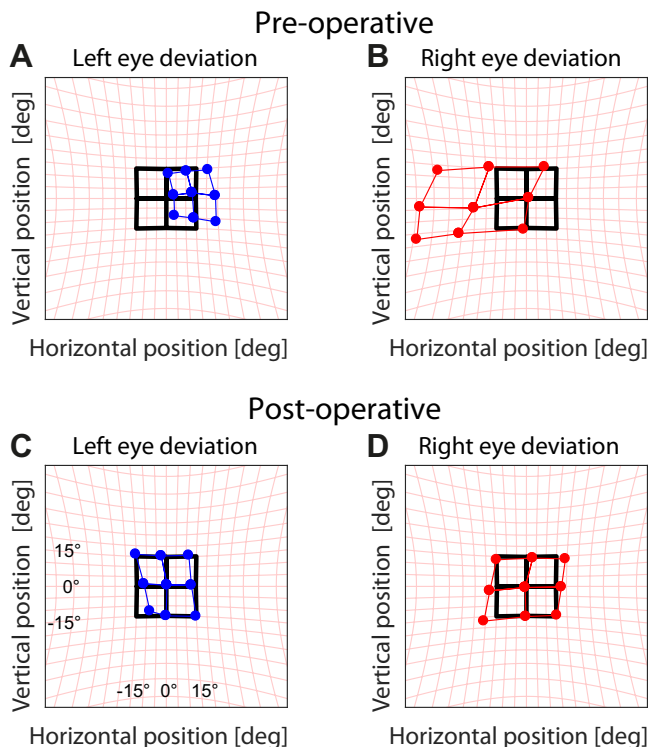 Pre-operative
A Left eye deviation
B Right eye deviation
Vertical position [deg]
Vertical position [deg]
Horizontal position [deg]
Horizontal position [deg]
Post-operative
C Left eye deviation
D Right eye deviation
Vertical position [deg]
15°
0°
-15°
-15° 0° 15°
Vertical position [deg]
Horizontal position [deg]
Horizontal position [deg]